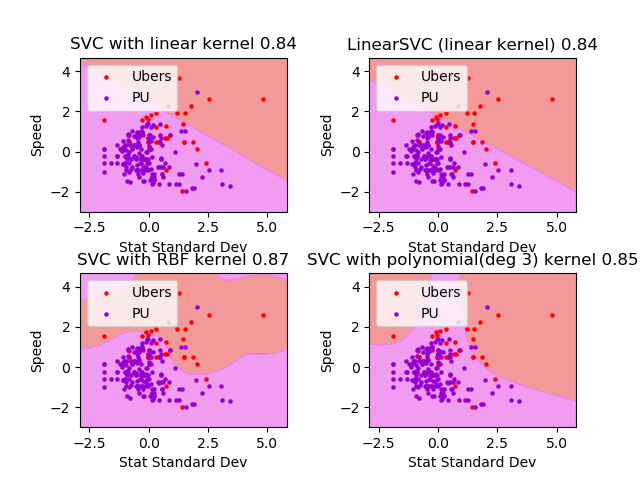 SVC with linear kernel 0.84
LinearSVC (linear kernel) 0.84
4
2
0
−2
Speed
Ubers
PU
−2.5 0.0 2.5 5.0
Stat Standard Dev
4
2
0
−2
Speed
Ubers
PU
−2.5 0.0 2.5 5.0
Stat Standard Dev
SVC with RBF kernel 0.87
SVC with polynomial(deg 3) kernel 0.85
4
2
0
−2
Speed
Ubers
PU
−2.5 0.0 2.5 5.0
Stat Standard Dev
4
2
0
−2
Speed
Ubers
PU
−2.5 0.0 2.5 5.0
Stat Standard Dev